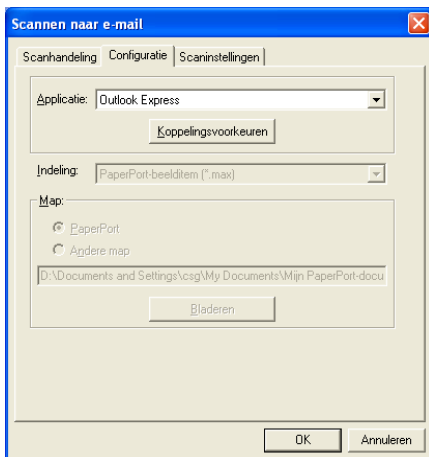 Scannen naar e-mail
Scanhandeling Configuratie Scaninstellingen
Applicatie: Outlook Express
Koppelingsvoorkeuren
Indeling: PaperPort-beelditem (*.max)
Map:
PaperPort
Andere map
D:\Documents and Settings\csg\My Documents\Mijn PaperPort-docu
Bladeren
OK Annuleren